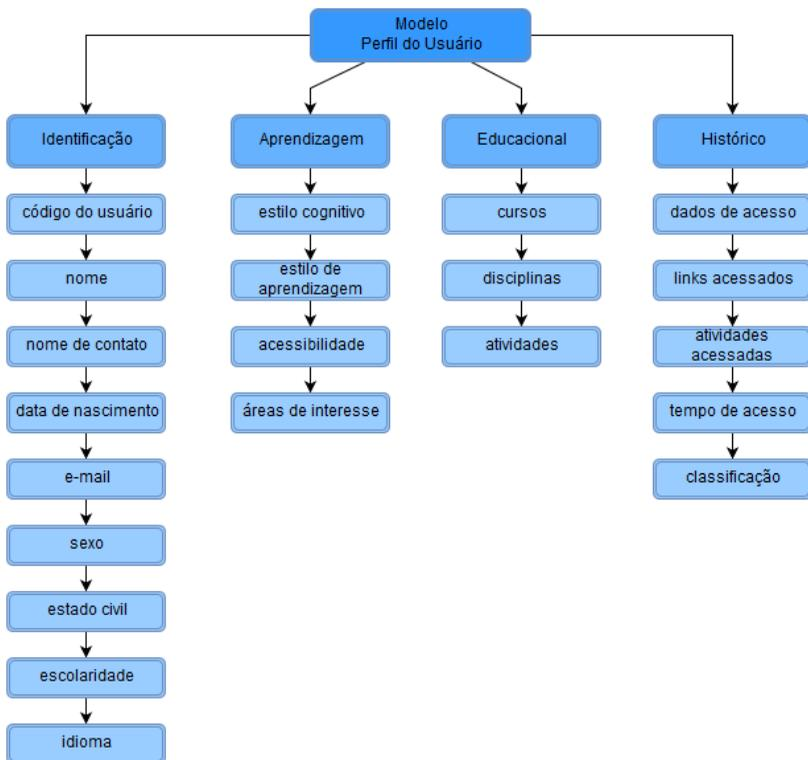 Modelo
Perfil do Usuário
Identificação
código do usuário
nome
nome de contato
data de nascimento
e-mail
sexo
estado civil
escolaridade
idioma
Aprendizagem
estilo cognitivo
estilo de
aprendizagem
acessibilidade
áreas de interesse
Educacional
cursos
disciplinas
atividades
Histórico
dados de acesso
links acessados
atividades
acessadas
tempo de acesso
classificação